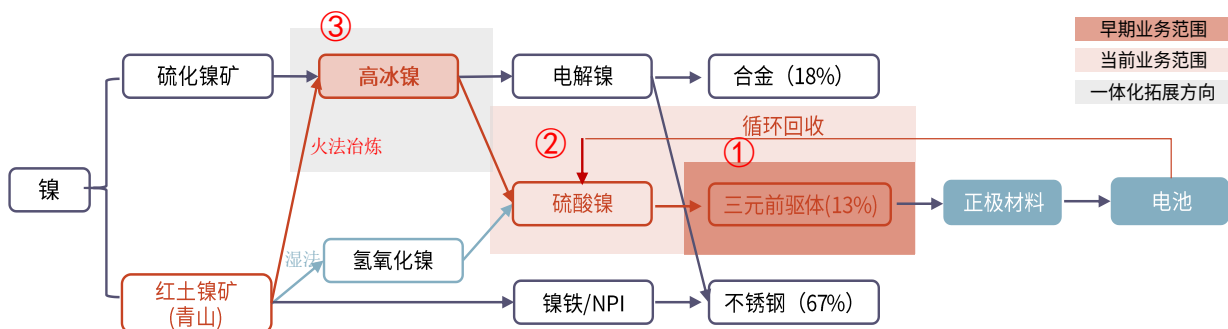 ③
早期业务范围
当前业务范围
一体化拓展方向
硫化镍矿
高冰镍
电解镍
合金（18%）
火法冶炼
②
循环回收
①
镍
硫酸镍
三元前驱体(13%)
正极材料
电池
湿法
氢氧化镍
红土镍矿
(青山)
镍铁/NPI
不锈钢（67%）